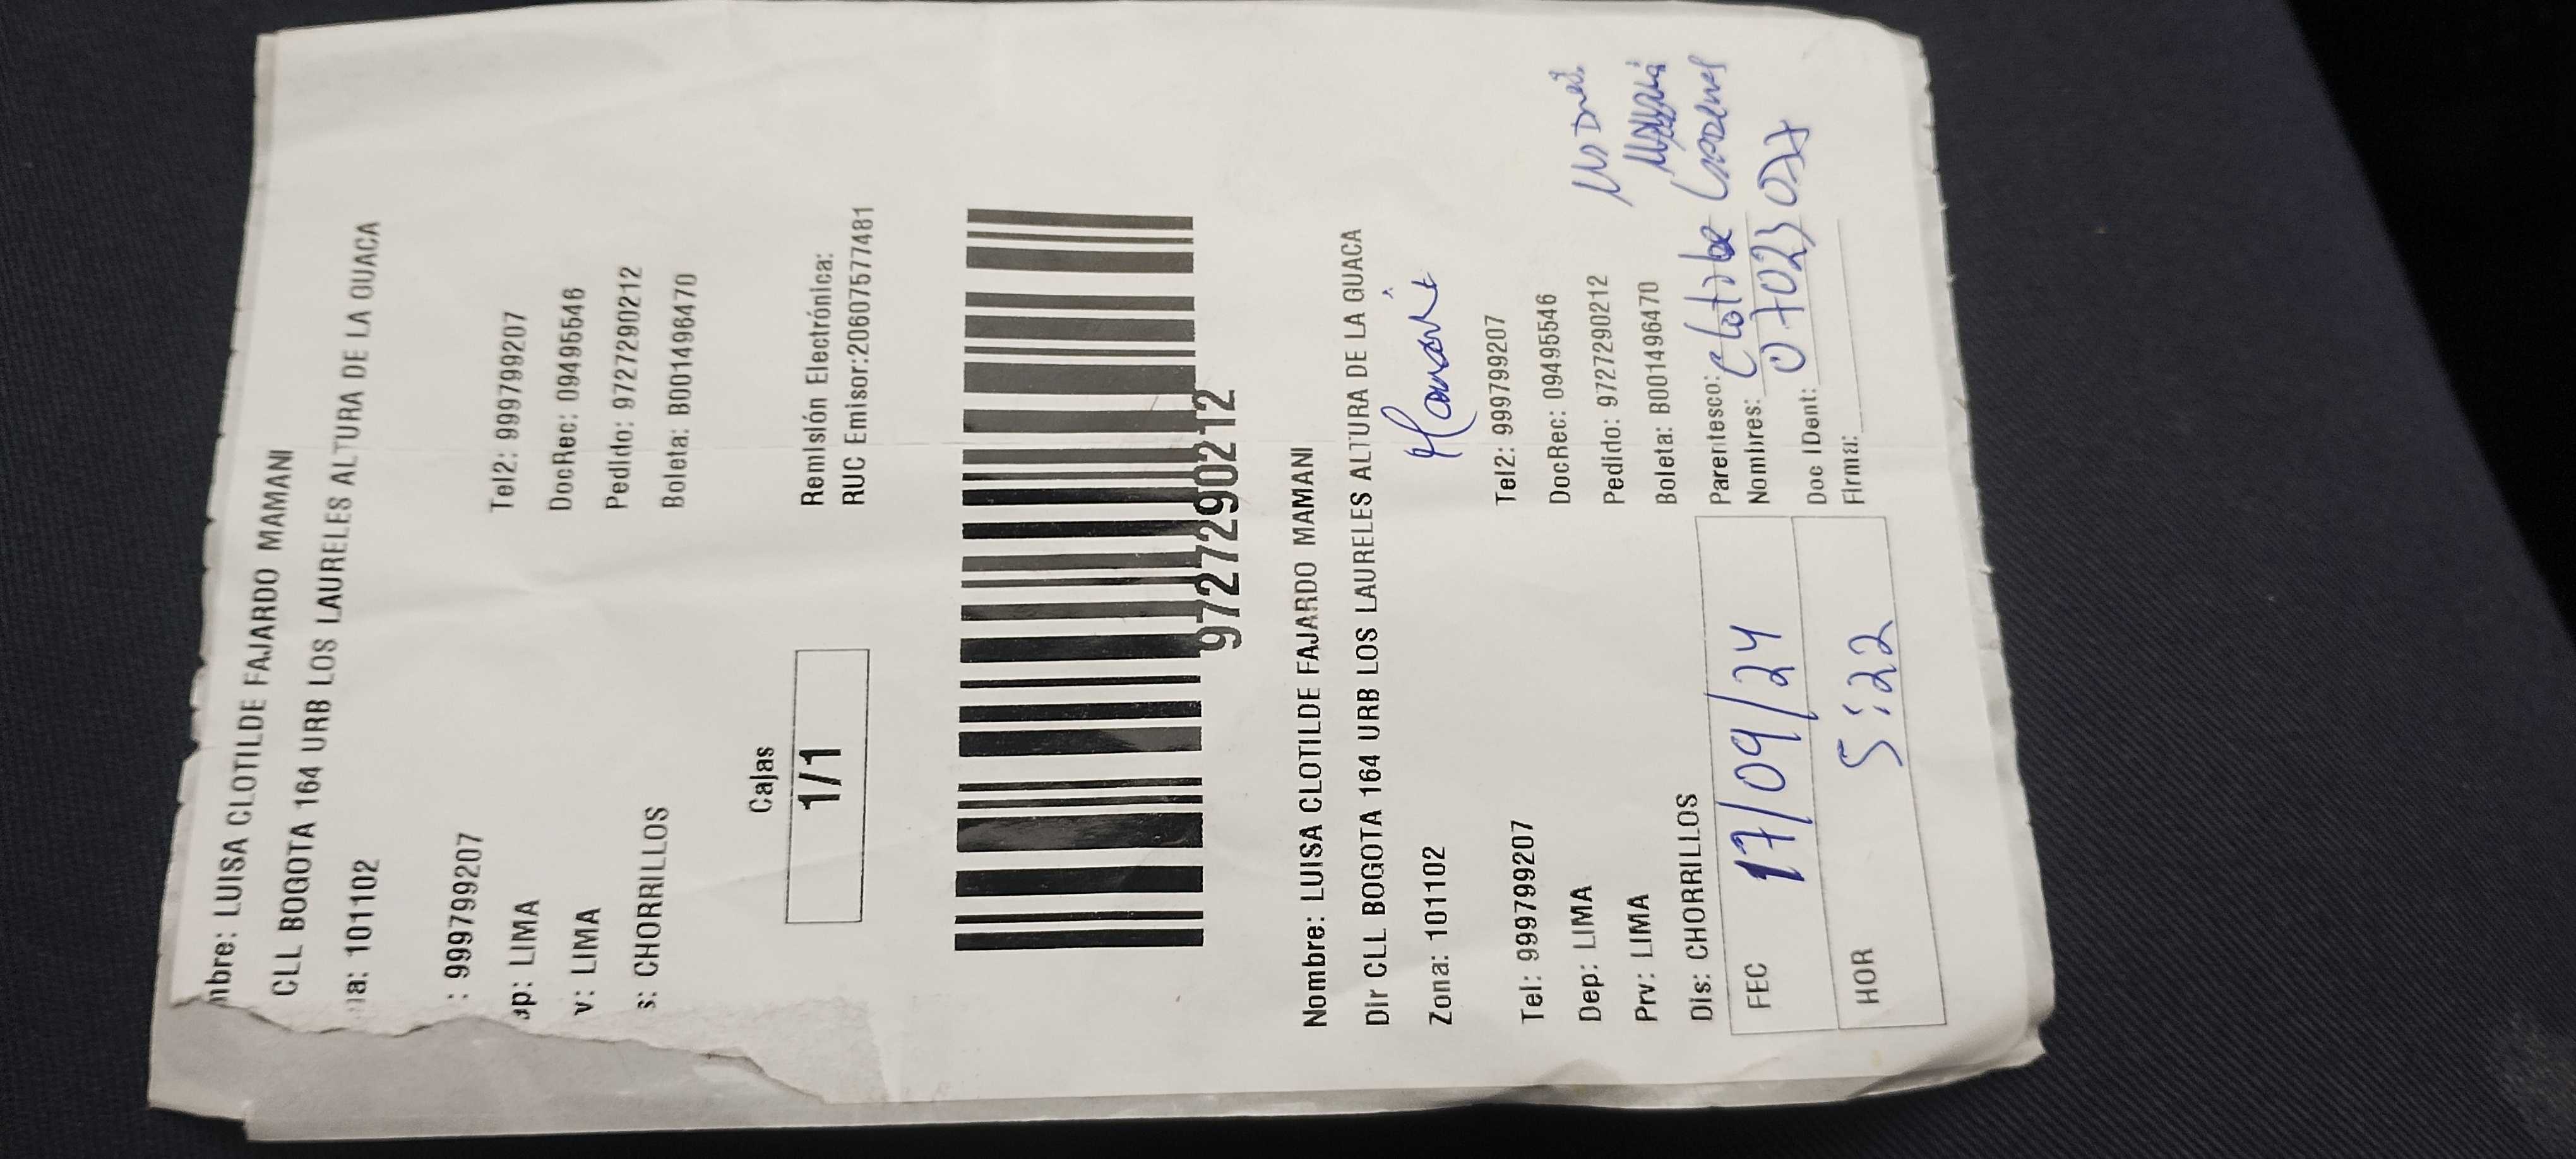 mbre: LUISA CLOTILDE FAJARDO MAMANI
CLL BOGOTA 164 URB LOS LAURELES ALTURA DE LA GUACA
na: 101102
: 999799207 Tel2: 999799207
ep: LIMA DocRec: 09495546
v: LIMA Pedido: 9727290212
s: CHORRILLOS Boleta: B001496470
Cajas
1/1
Remisión Electrónica:
RUC Emisor:20607577481
9727290212
Nombre: LUISA CLOTILDE FAJARDO MAMANI
Dir CLL BOGOTA 164 URB LOS LAURELES ALTURA DE LA GUACA
Zona: 101102
Tel: 999799207 Tel2: 999799207
Dep: LIMA DocRec: 09495546
Prv: LIMA Pedido: 9727290212
Dis: CHORRILLOS Boleta: B001496470
FEC 17/09/24
HOR 5:22
Parentesco:
Nombres: Clotilde
Doc IDent:
Firma: